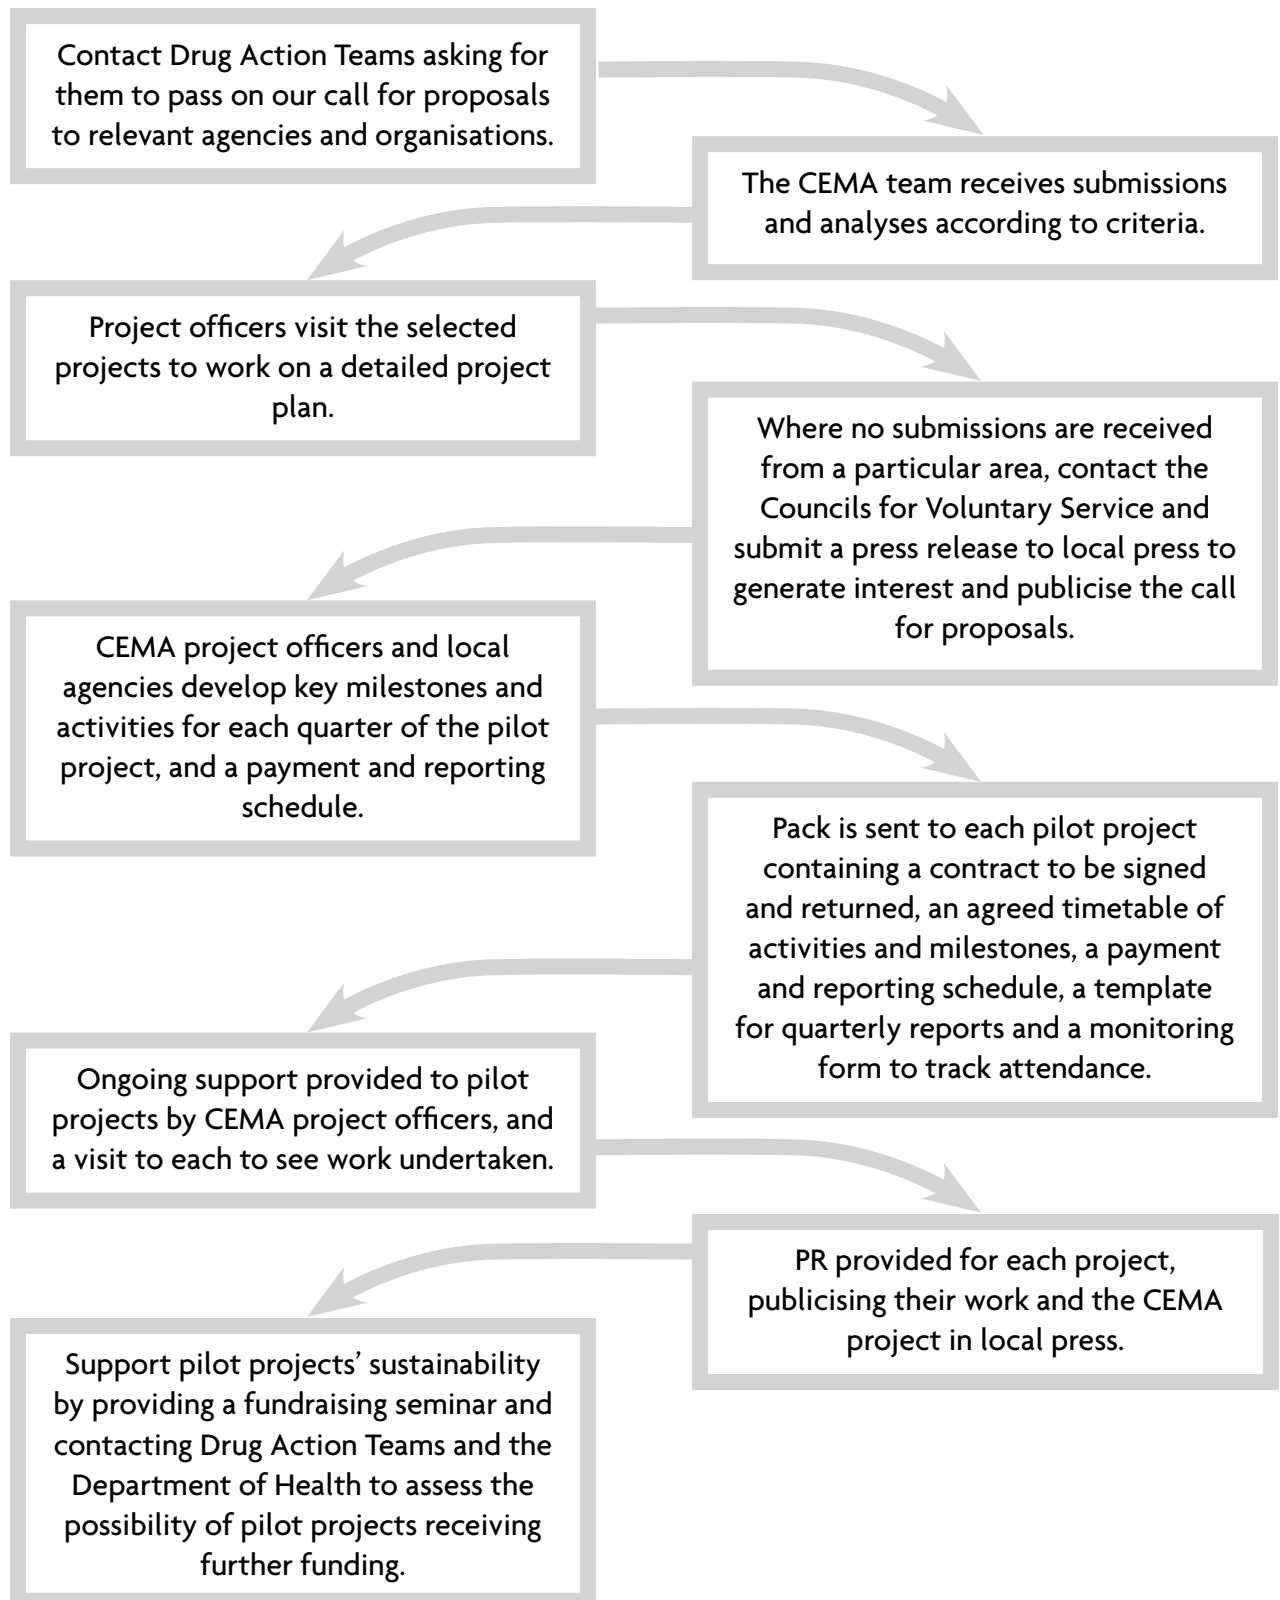 Contact Drug Action Teams asking for
them to pass on our call for proposals
to relevant agencies and organisations.
The CEMA team receives submissions
and analyses according to criteria.
Project officers visit the selected
projects to work on a detailed project
plan.
Where no submissions are received
from a particular area, contact the
Councils for Voluntary Service and
submit a press release to local press to
generate interest and publicise the call
for proposals.
CEMA project officers and local
agencies develop key milestones and
activities for each quarter of the pilot
project, and a payment and reporting
schedule.
Pack is sent to each pilot project
containing a contract to be signed
and returned, an agreed timetable of
activities and milestones, a payment
and reporting schedule, a template
for quarterly reports and a monitoring
form to track attendance.
Ongoing support provided to pilot
projects by CEMA project officers, and
a visit to each to see work undertaken.
PR provided for each project,
publicising their work and the CEMA
project in local press.
Support pilot projects’ sustainability
by providing a fundraising seminar and
contacting Drug Action Teams and the
Department of Health to assess the
possibility of pilot projects receiving
further funding.